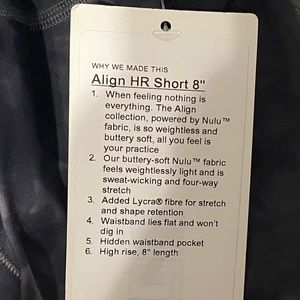 WHY WE MADE THIS
Align HR Short 8"
1. When feeling nothing is
everything. The Align
collection, powered by Nulu™
fabric, is so weightless and
buttery soft, all you feel is
your practice
2. Our buttery-soft Nulu™ fabric
feels weightlessly light and is
sweat-wicking and four-way
stretch
3. Added Lycra® fibre for stretch
and shape retention
4. Waistband lies flat and won't
dig in
5. Hidden waistband pocket
6. High rise, 8" length